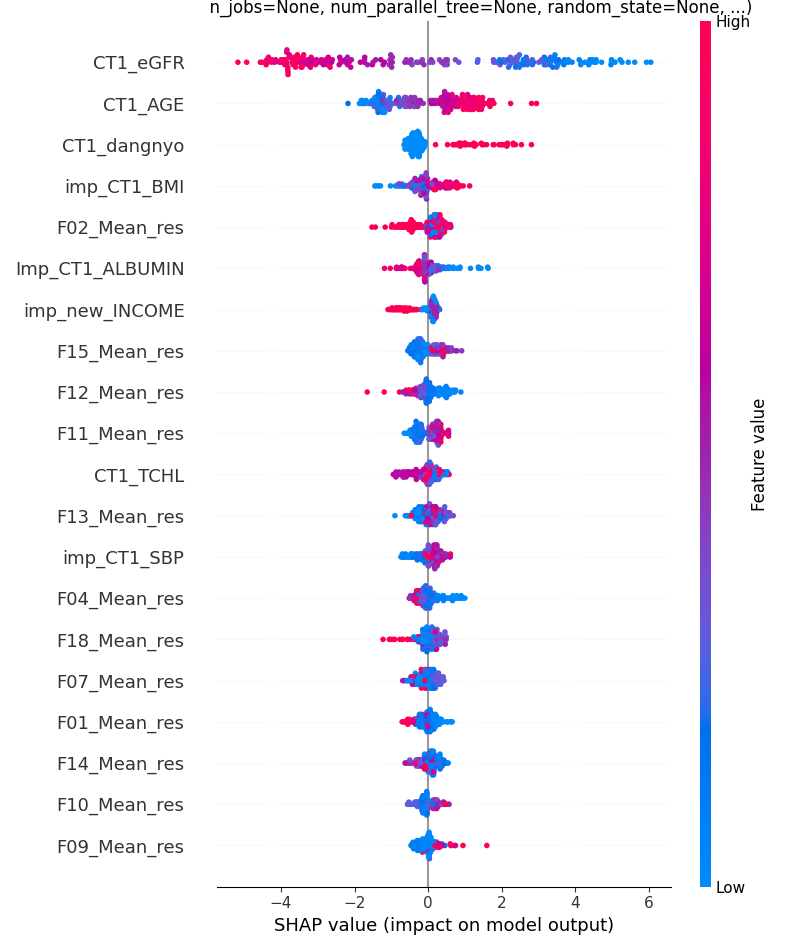 n_jobs=None, num_parallel_tree=None, random_state=None, ...)
High
CT1_eGFR
CT1_AGE
CT1_dangnyo
imp_CT1_BMI
F02_Mean_res
Imp_CT1_ALBUMIN
imp_new_INCOME
F15_Mean_res
F12_Mean_res
F11_Mean_res
CT1_TCHL
F13_Mean_res
imp_CT1_SBP
F04_Mean_res
F18_Mean_res
F07_Mean_res
F01_Mean_res
F14_Mean_res
F10_Mean_res
F09_Mean_res
Feature value
Low
−4 −2 0 2 4 6
SHAP value (impact on model output)